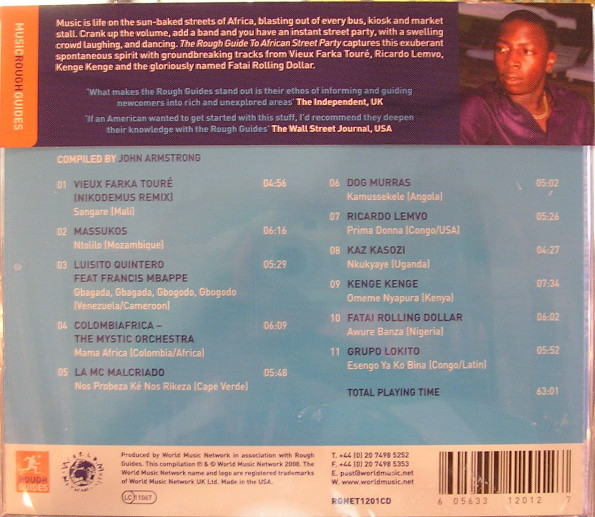 MUSICROUGHGUIDES
Music is life on the sun-baked streets of Africa, blasting out of every bus, kiosk and market
stall. Crank up the volume, add a band and you have an instant street party, with a swelling
crowd laughing, and dancing. The Rough Guide To African Street Party captures this exuberant
spontaneous spirit with groundbreaking tracks from Vieux Farka Touré, Ricardo Lemvo,
Kenge Kenge and the gloriously named Fatai Rolling Dollar.
'What makes the Rough Guides stand out is their ethos of informing and guiding
newcomers into rich and unexplored areas' The Independent, UK
'If an American wanted to get started with this stuff, I'd recommend they deepen
their knowledge with the Rough Guides' The Wall Street Journal, USA
COMPILED BY JOHN ARMSTRONG
01 VIEUX FARKA TOURÉ 04:56
(NIKODEMUS REMIX)
Sangare (Mali)
02 MASSUKOS 06:16
Ntolilo (Mozambique)
03 LUISITO QUINTERO 05:29
FEAT FRANCIS MBAPPE
Gbagada, Gbagada, Gbogodo, Gbogodo
(Venezuela/Cameroon)
04 COLOMBIAFRICA – 06:09
THE MYSTIC ORCHESTRA
Mama Africa (Colombia/Africa)
05 LA MC MALCRIADO 05:48
Nos Probeza Ké Nos Rikeza (Cape Verde)
06 DOG MURRAS 05:02
Kamussekele (Angola)
07 RICARDO LEMVO 05:26
Prima Donna (Congo/USA)
08 KAZ KASOZI 04:27
Nkukyaye (Uganda)
09 KENGE KENGE 07:34
Omeme Nyapura (Kenya)
10 FATAI ROLLING DOLLAR 06:02
Awure Banza (Nigeria)
11 GRUPO LOKITO 05:52
Esengo Ya Ko Bina (Congo/Latin)
TOTAL PLAYING TIME 63:01
ROUGH
GUIDES
Produced by World Music Network in association with Rough
Guides. This compilation ℗ & © World Music Network 2008. The
World Music Network name and logo are registered trademarks
of World Music Network UK Ltd. Made in the USA.
LC 11067
T. +44 (0) 20 7498 5252
F. +44 (0) 20 7498 5353
E. post@worldmusic.net
W. worldmusic.net
RGNET1201CD
6 05633 12012 7